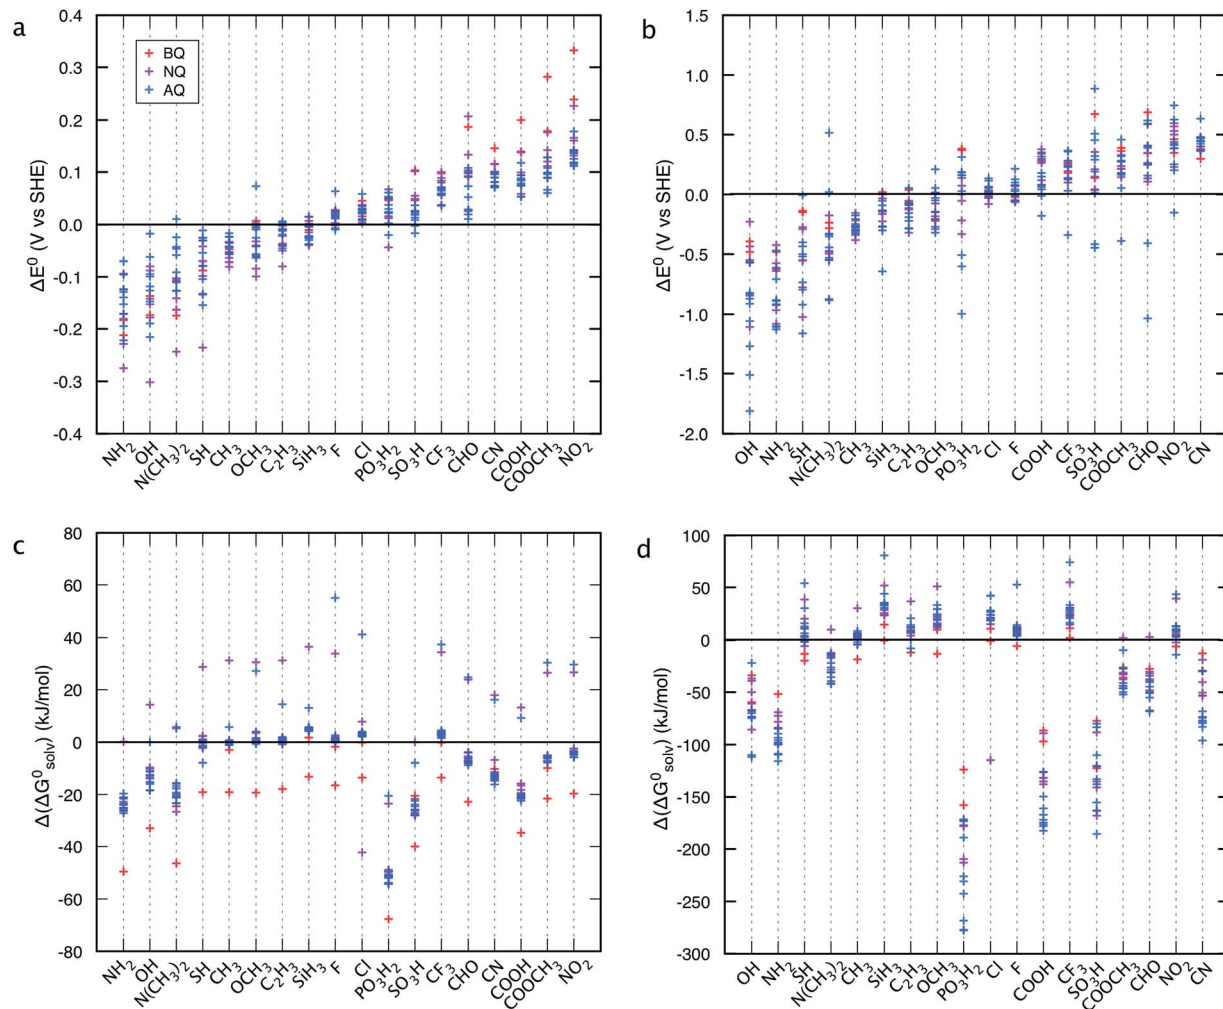 a
ΔE⁰ (V vs SHE)
0.4
0.3
0.2
0.1
0.0
-0.1
-0.2
-0.3
-0.4
BQ
NQ
AQ
NH₂ OH N(CH₃)₂ SH CH₃ OCH₃ C₂H₃ SiH₃ F Cl PO₃H₂ SO₃H CF₃ CHO CN COOH COOCH₃ NO₂
b
ΔE⁰ (V vs SHE)
1.5
1.0
0.5
0.0
-0.5
-1.0
-1.5
-2.0
OH NH₂ SH N(CH₃)₂ CH₃ SiH₃ C₂H₃ OCH₃ PO₃H₂ Cl F COOH CF₃ SO₃H COOCH₃ CHO NO₂ CN
c
Δ(ΔG⁰solv) (kJ/mol)
80
60
40
20
0
-20
-40
-60
-80
NH₂ OH N(CH₃)₂ SH CH₃ OCH₃ C₂H₃ SiH₃ F Cl PO₃H₂ SO₃H CF₃ CHO CN COOH COOCH₃ NO₂
d
Δ(ΔG⁰solv) (kJ/mol)
100
50
0
-50
-100
-150
-200
-250
-300
OH NH₂ SH N(CH₃)₂ CH₃ SiH₃ C₂H₃ OCH₃ PO₃H₂ Cl F COOH CF₃ SO₃H COOCH₃ CHO NO₂ CN